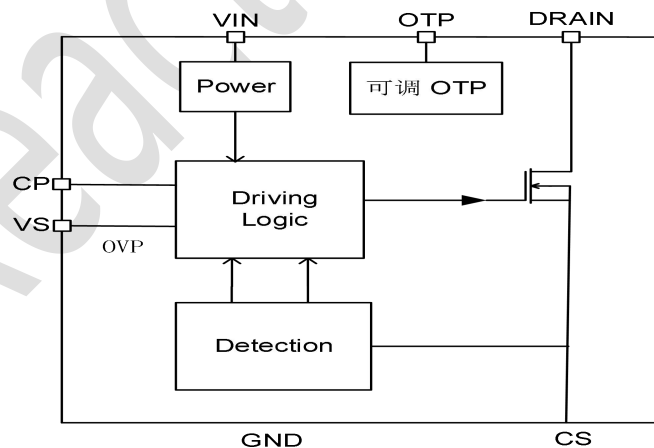 VIN
OTP
DRAIN
Power
可调 OTP
CP
VS
OVP
Driving
Logic
Detection
GND
CS